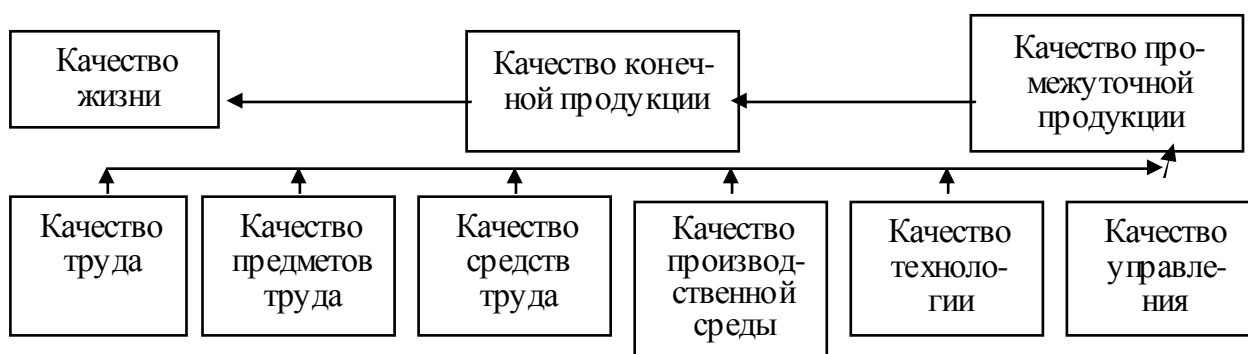 Качество
жизни
Качество конеч-
ной продукции
Качество про-
межуточной
продукции
Качество
труда
Качество
предметов
труда
Качество
средств
труда
Качество
производ-
ственной
среды
Качество
техноло-
гии
Качество
управле-
ния